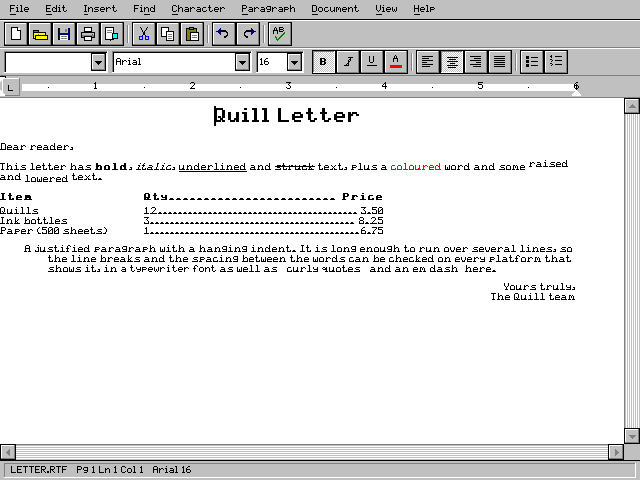 File Edit Insert Find Character Paragraph Document View Help
ABC
Arial 16 B I U A
L 1 2 3 4 5 6
Quill Letter
Dear reader,
This letter has bold, italic, underlined and struck text, plus a coloured word and some raised
and lowered text.
Item Qty........................ Price
Quills 12..................................................3.50
Ink bottles 3...................................................8.25
Paper (500 sheets) 1....................................................6.75
A justified paragraph with a hanging indent. It is long enough to run over several lines, so
the line breaks and the spacing between the words can be checked on every platform that
shows it, in a typewriter font as well as curly quotes and an em dash here.
Yours truly,
The Quill team
LETTER.RTF Pg 1 Ln 1 Col 1 Arial 16